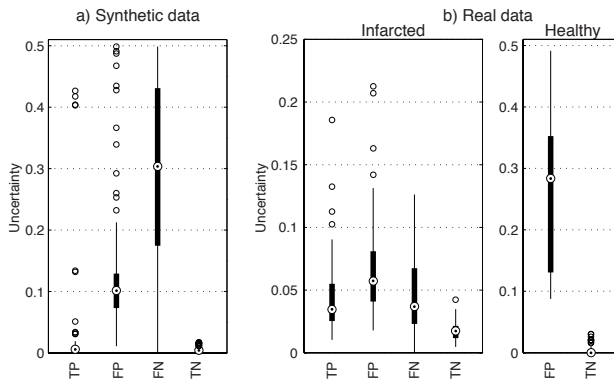 a) Synthetic data
b) Real data
Infarcted
Healthy
0.5
0.4
0.3
0.2
0.1
0
Uncertainty
TP
FP
FN
TN
0.25
0.2
0.15
0.1
0.05
0
Uncertainty
TP
FP
FN
TN
0.5
0.4
0.3
0.2
0.1
0
FP
TN